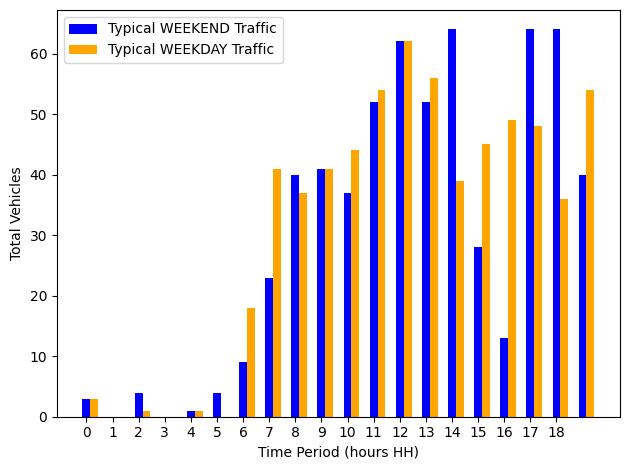 Typical WEEKEND Traffic
Typical WEEKDAY Traffic
60
50
40
30
20
10
0
Total Vehicles
0 1 2 3 4 5 6 7 8 9 10 11 12 13 14 15 16 17 18
Time Period (hours HH)